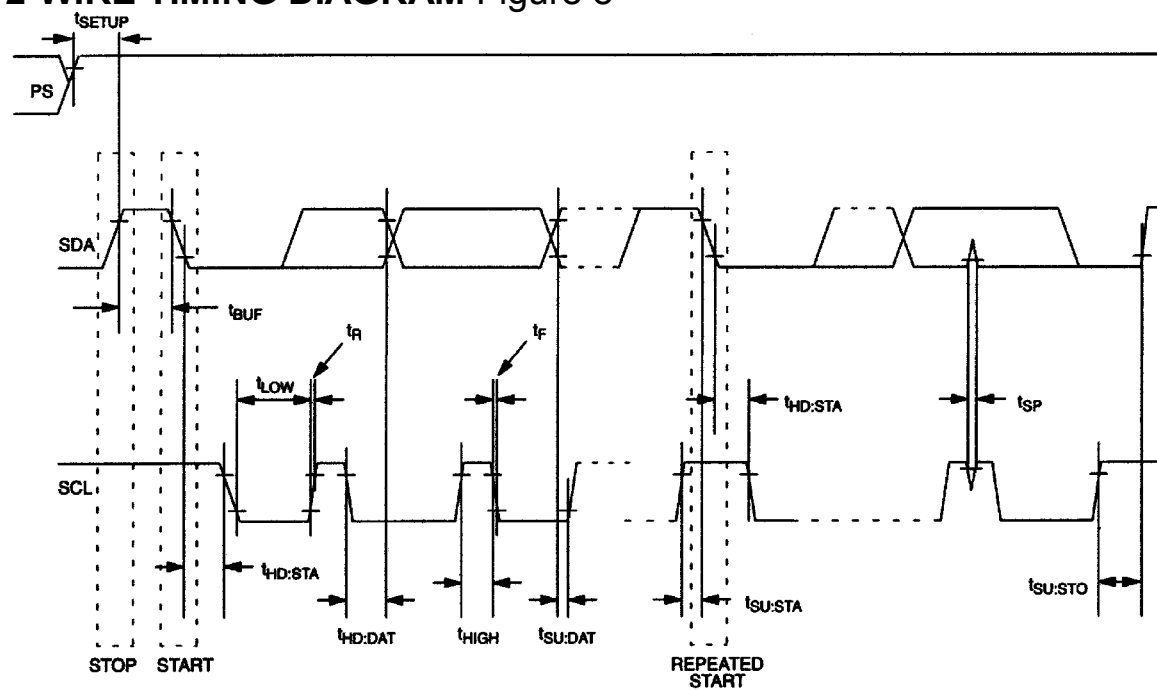 2-WIRE TIMING DIAGRAM Figure 8
tSETUP
PS
SDA
tBUF
tR
tF
tLOW
tHD:STA
tSP
SCL
tHD:STA
tHD:DAT
tHIGH
tSU:DAT
tSU:STA
tSU:STO
STOP
START
REPEATED
START